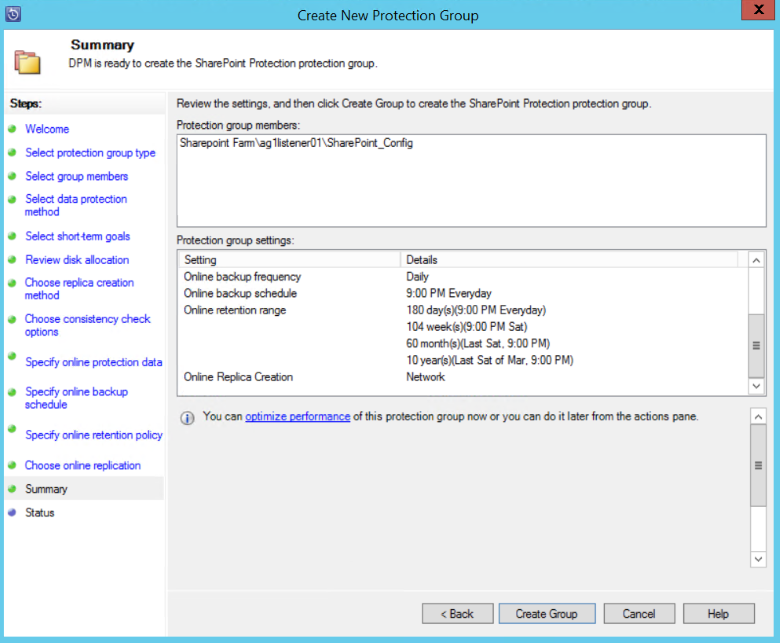 Create New Protection Group
X
Summary
DPM is ready to create the SharePoint Protection protection group.
Steps:
Welcome
Select protection group type
Select group members
Select data protection
method
Select short-term goals
Review disk allocation
Choose replica creation
method
Choose consistency check
options
Specify online protection data
Specify online backup
schedule
Specify online retention policy
Choose online replication
Summary
Status
Review the settings, and then click Create Group to create the SharePoint Protection protection group.
Protection group members:
Sharepoint Farm\ag1listener01\SharePoint_Config
Protection group settings:
Setting Details
Online backup frequency Daily
Online backup schedule 9:00 PM Everyday
Online retention range 180 day(s)(9:00 PM Everyday)
104 week(s)(9:00 PM Sat)
60 month(s)(Last Sat, 9:00 PM)
10 year(s)(Last Sat of Mar, 9:00 PM)
Online Replica Creation Network
You can optimize performance of this protection group now or you can do it later from the actions pane.
< Back Create Group Cancel Help